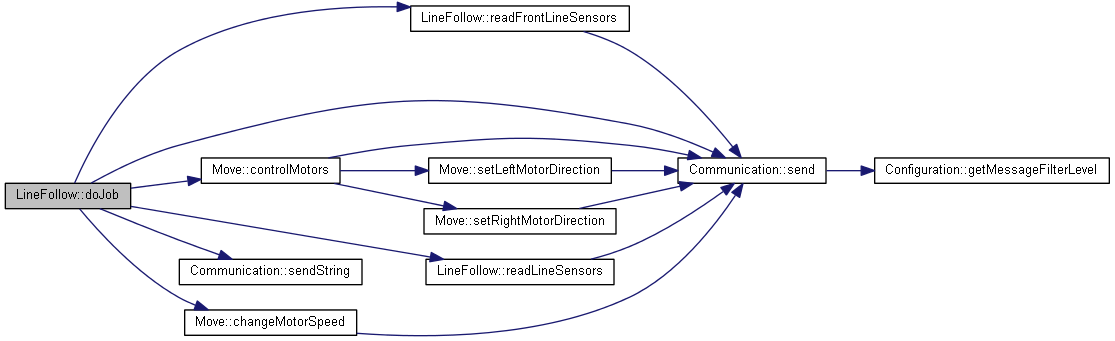 LineFollow::readFrontLineSensors
Move::controlMotors
Move::setLeftMotorDirection
Communication::send
Configuration::getMessageFilterLevel
LineFollow::doJob
Move::setRightMotorDirection
Communication::sendString
LineFollow::readLineSensors
Move::changeMotorSpeed